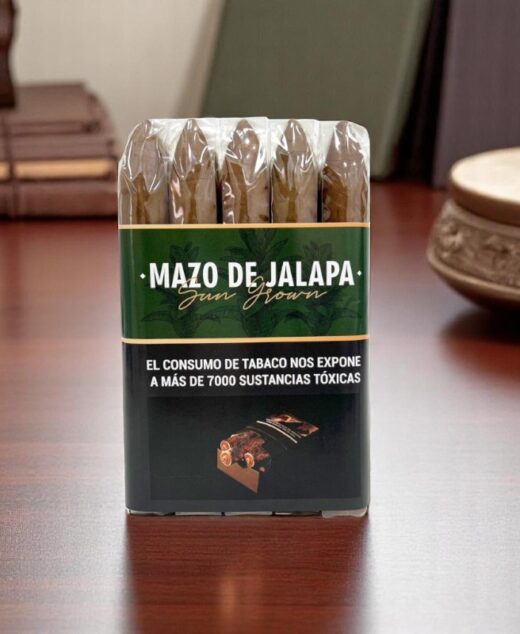 MAZO DE JALAPA
Sun Grown
EL CONSUMO DE TABACO NOS EXPONE
A MÁS DE 7000 SUSTANCIAS TÓXICAS